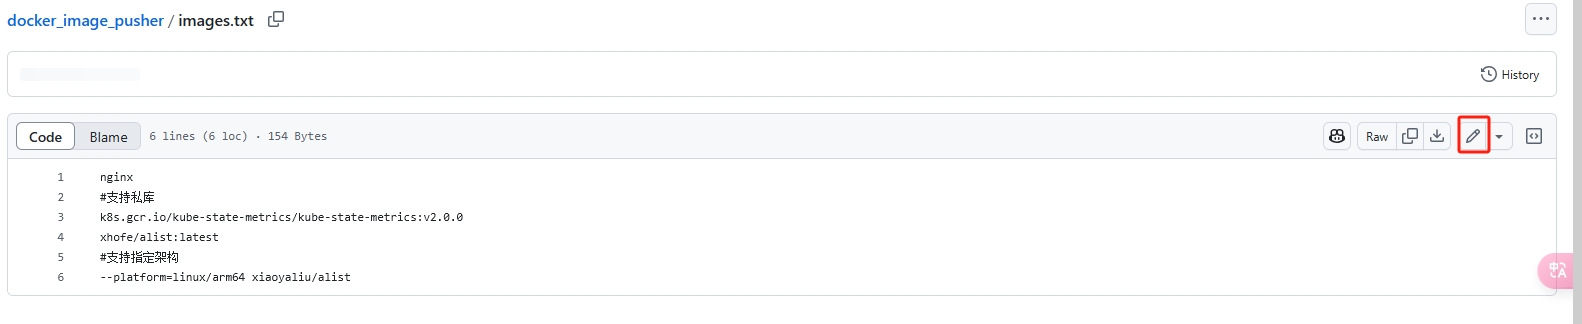 docker_image_pusher / images.txt
History
Code Blame 6 lines (6 loc) · 154 Bytes Raw
1 nginx
2 #支持私库
3 k8s.gcr.io/kube-state-metrics/kube-state-metrics:v2.0.0
4 xhofe/alist:latest
5 #支持指定架构
6 --platform=linux/arm64 xiaoyaliu/alist
中A